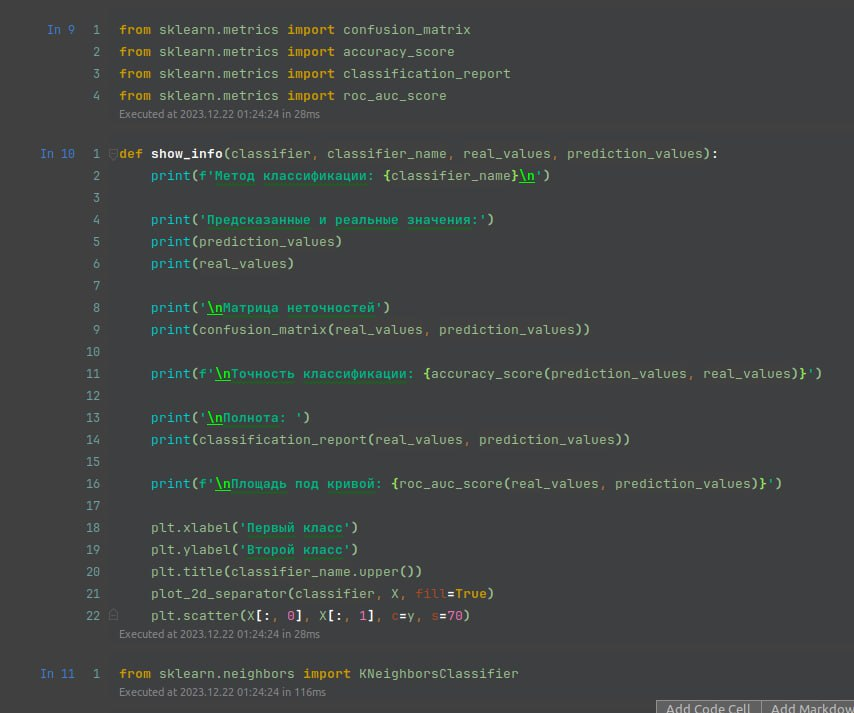 In 9 1 from sklearn.metrics import confusion_matrix
2 from sklearn.metrics import accuracy_score
3 from sklearn.metrics import classification_report
4 from sklearn.metrics import roc_auc_score
Executed at 2023.12.22 01:24:24 in 28ms
In 10 1 def show_info(classifier, classifier_name, real_values, prediction_values):
2 print(f'Метод классификации: {classifier_name}\n')
3
4 print('Предсказанные и реальные значения:')
5 print(prediction_values)
6 print(real_values)
7
8 print('\nМатрица неточностей')
9 print(confusion_matrix(real_values, prediction_values))
10
11 print(f'\nТочность классификации: {accuracy_score(prediction_values, real_values)}')
12
13 print('\nПолнота: ')
14 print(classification_report(real_values, prediction_values))
15
16 print(f'\nПлощадь под кривой: {roc_auc_score(real_values, prediction_values)}')
17
18 plt.xlabel('Первый класс')
19 plt.ylabel('Второй класс')
20 plt.title(classifier_name.upper())
21 plot_2d_separator(classifier, X, fill=True)
22 plt.scatter(X[:, 0], X[:, 1], c=y, s=70)
Executed at 2023.12.22 01:24:24 in 28ms
In 11 1 from sklearn.neighbors import KNeighborsClassifier
Executed at 2023.12.22 01:24:24 in 116ms
Add Code Cell Add Markdow